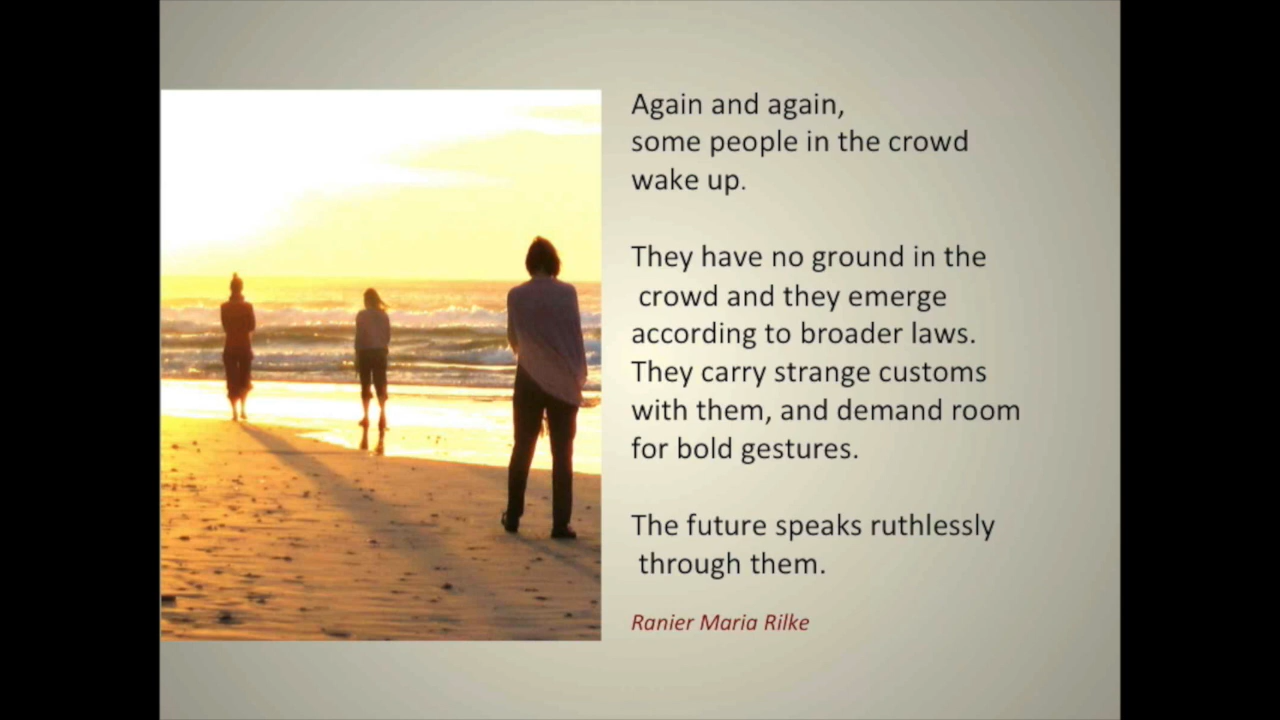 Again and again,
some people in the crowd
wake up.
They have no ground in the
crowd and they emerge
according to broader laws.
They carry strange customs
with them, and demand room
for bold gestures.
The future speaks ruthlessly
through them.
Ranier Maria Rilke